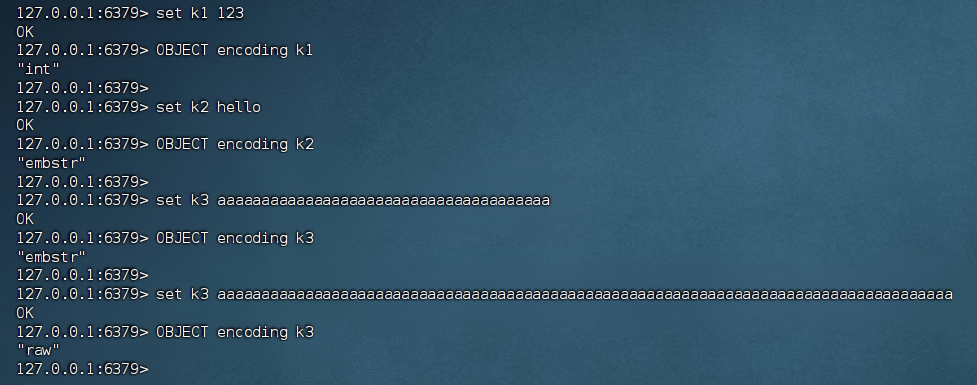 127.0.0.1:6379> set k1 123
OK
127.0.0.1:6379> OBJECT encoding k1
"int"
127.0.0.1:6379>
127.0.0.1:6379> set k2 hello
OK
127.0.0.1:6379> OBJECT encoding k2
"embstr"
127.0.0.1:6379>
127.0.0.1:6379> set k3 aaaaaaaaaaaaaaaaaaaaaaaaaaaaaaaaaaaaaa
OK
127.0.0.1:6379> OBJECT encoding k3
"embstr"
127.0.0.1:6379>
127.0.0.1:6379> set k3 aaaaaaaaaaaaaaaaaaaaaaaaaaaaaaaaaaaaaaaaaaaaaaaaaaaaaaaaaaaaaaaaaaaaaaaaaaaaaaaaaaaa
OK
127.0.0.1:6379> OBJECT encoding k3
"raw"
127.0.0.1:6379>